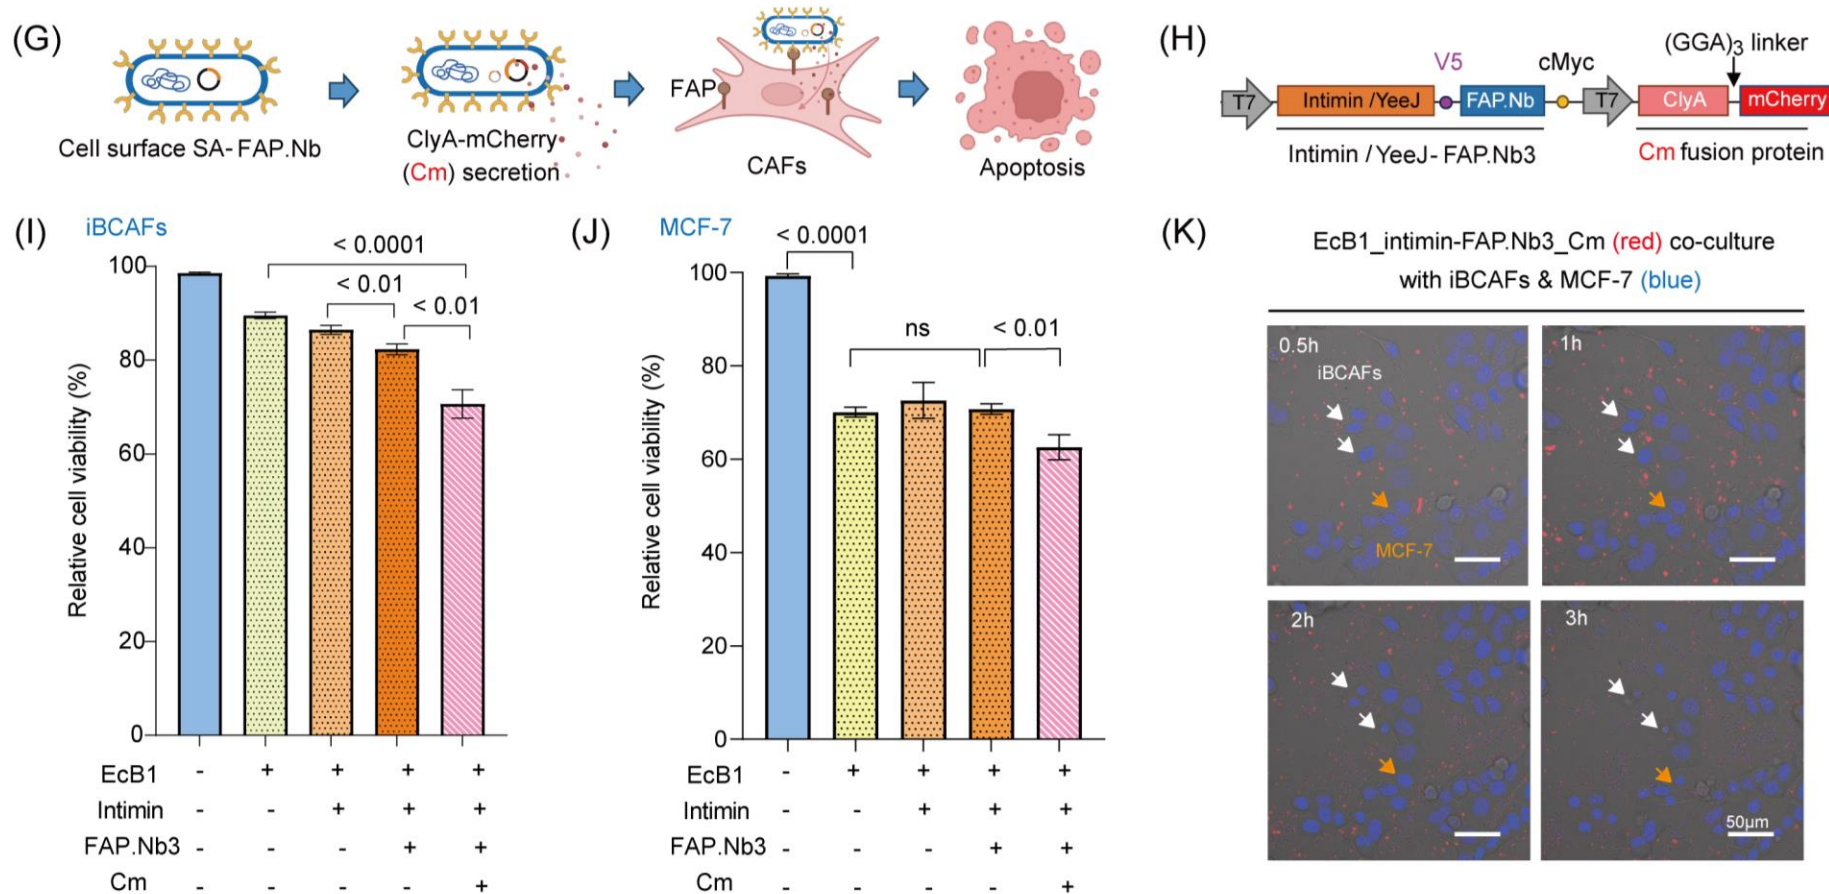 (G)
Cell surface SA-FAP.Nb
ClyA-mCherry
(Cm) secretion
FAP
CAFs
Apoptosis
(H)
(GGA)3 linker
V5
cMyc
T7
Intimin /YeeJ
FAP.Nb
T7
ClyA
mCherry
Intimin / YeeJ-FAP.Nb3
Cm fusion protein
(I)
iBCAFs
< 0.0001
< 0.01
< 0.01
Relative cell viability (%)
100
80
60
40
20
0
EcB1 - + + + +
Intimin - - + + +
FAP.Nb3 - - - + +
Cm - - - - +
(J)
MCF-7
< 0.0001
ns
< 0.01
Relative cell viability (%)
100
80
60
40
20
0
EcB1 - + + + +
Intimin - - + + +
FAP.Nb3 - - - + +
Cm - - - - +
(K)
EcB1_intimin-FAP.Nb3_Cm (red) co-culture
with iBCAFs & MCF-7 (blue)
0.5h
iBCAFs
MCF-7
1h
2h
3h
50µm